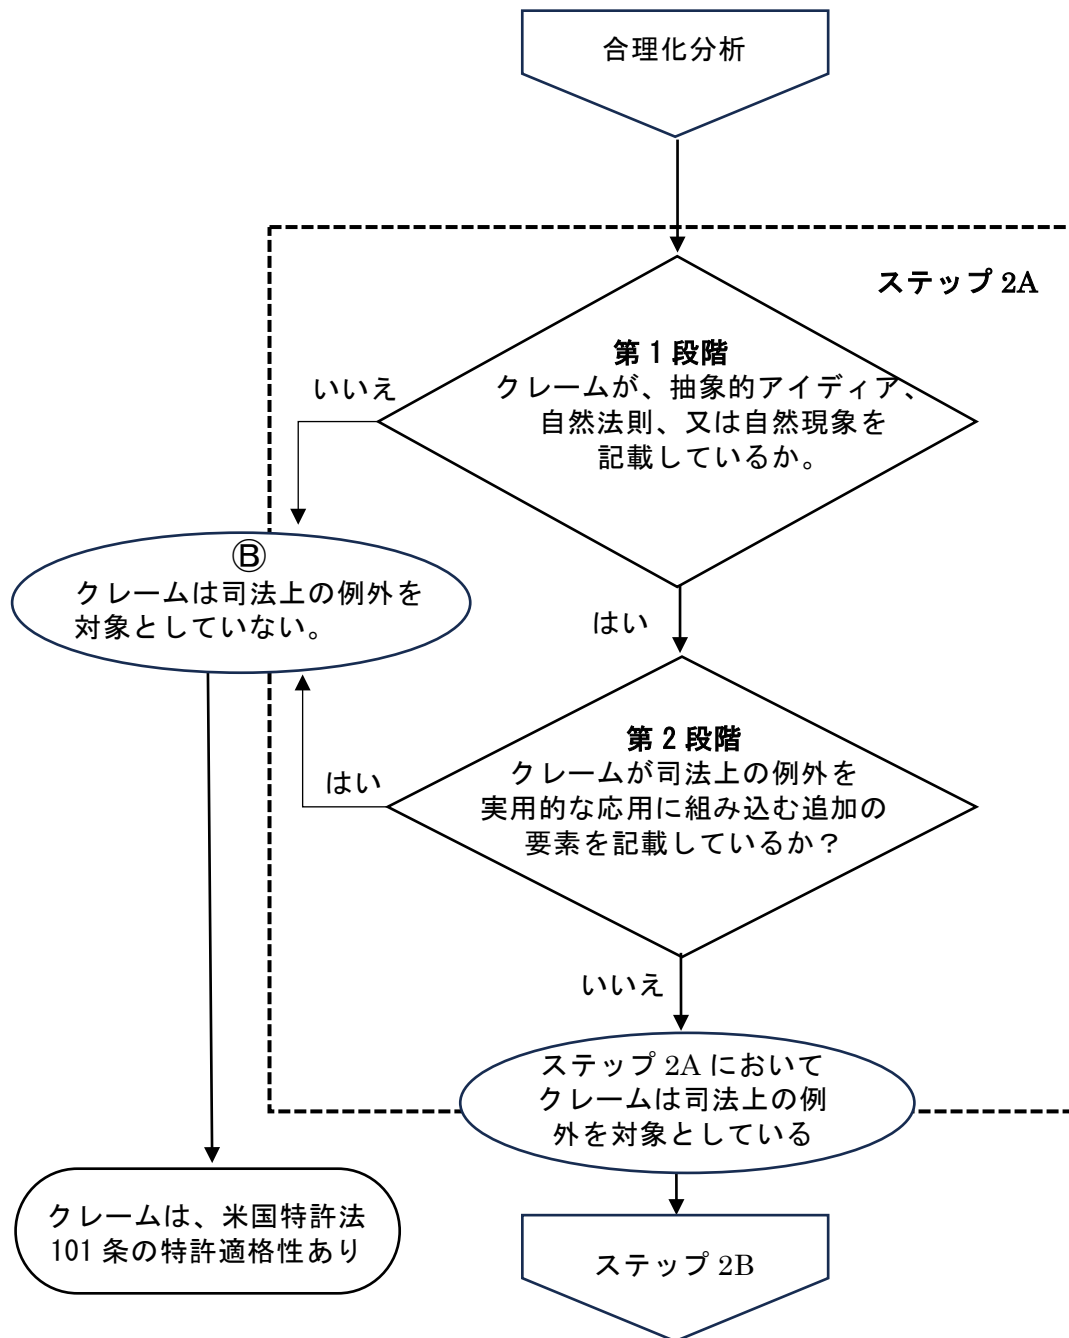 合理化分析
ステップ 2A
第 1 段階
クレームが、抽象的アイディア、
自然法則、又は自然現象を
記載しているか。
いいえ
Ⓑ
クレームは司法上の例外を
対象としていない。
はい
第 2 段階
クレームが司法上の例外を
実用的な応用に組み込む追加の
要素を記載しているか？
はい
いいえ
ステップ 2A において
クレームは司法上の例
外を対象としている
クレームは、米国特許法
101 条の特許適格性あり
ステップ 2B